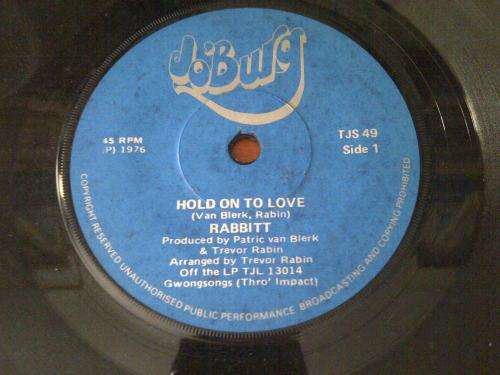 Jo'Burg
45 RPM
(P) 1976
TJS 49
Side 1
HOLD ON TO LOVE
(Van Blerk, Rabin)
RABBITT
Produced by Patric van Blerk
& Trevor Rabin
Arranged by Trevor Rabin
Off the LP TJL 13014
Gwongsongs (Thro' Impact)
COPYRIGHT RESERVED UNAUTHORISED PUBLIC PERFORMANCE BROADCASTING AND COPYING PROHIBITED